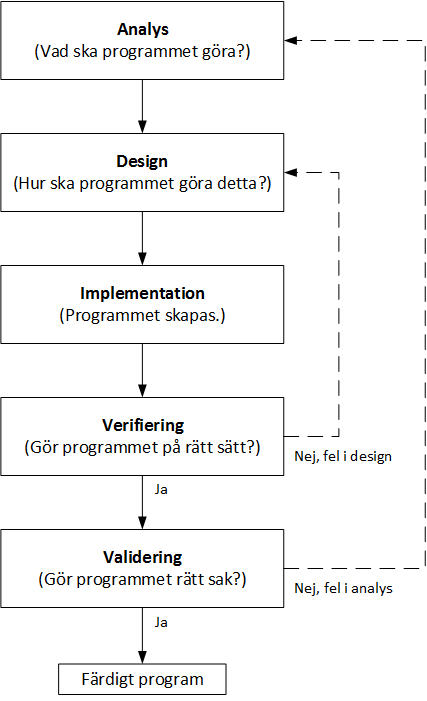 Analys
(Vad ska programmet göra?)
Design
(Hur ska programmet göra detta?)
Implementation
(Programmet skapas.)
Verifiering
(Gör programmet på rätt sätt?)
Nej, fel i design
Ja
Validering
(Gör programmet rätt sak?)
Nej, fel i analys
Ja
Färdigt program